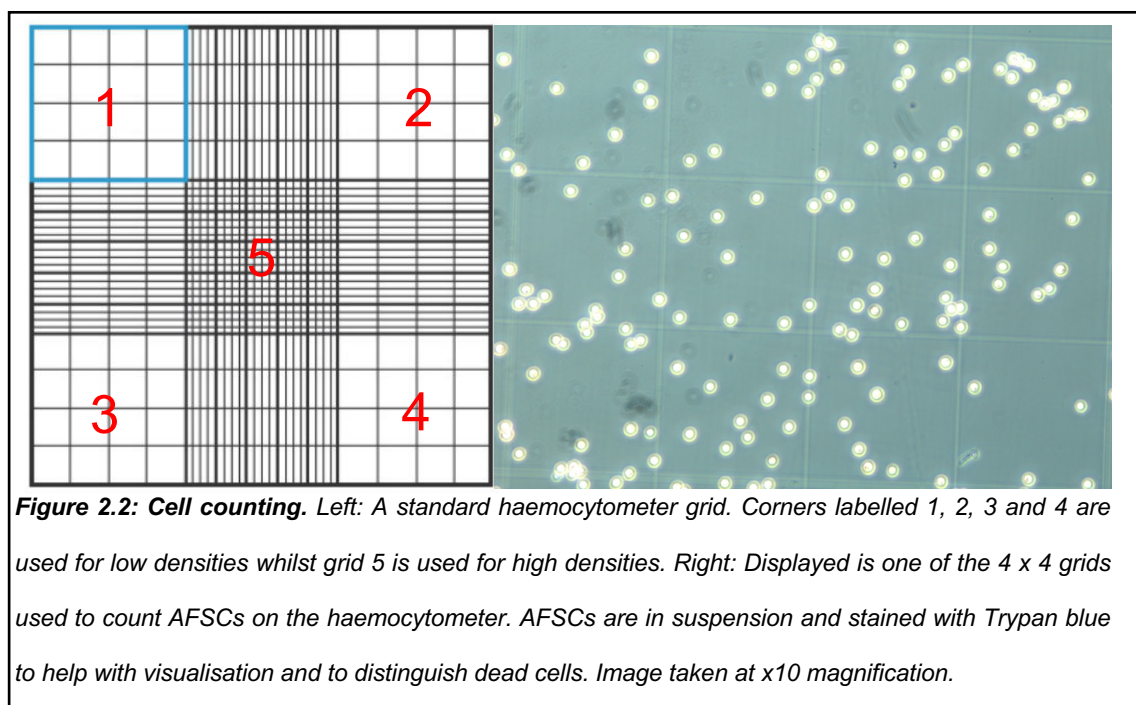 1
2
5
3
4
Figure 2.2: Cell counting. Left: A standard haemocytometer grid. Corners labelled 1, 2, 3 and 4 are
used for low densities whilst grid 5 is used for high densities. Right: Displayed is one of the 4 x 4 grids
used to count AFSCs on the haemocytometer. AFSCs are in suspension and stained with Trypan blue
to help with visualisation and to distinguish dead cells. Image taken at x10 magnification.